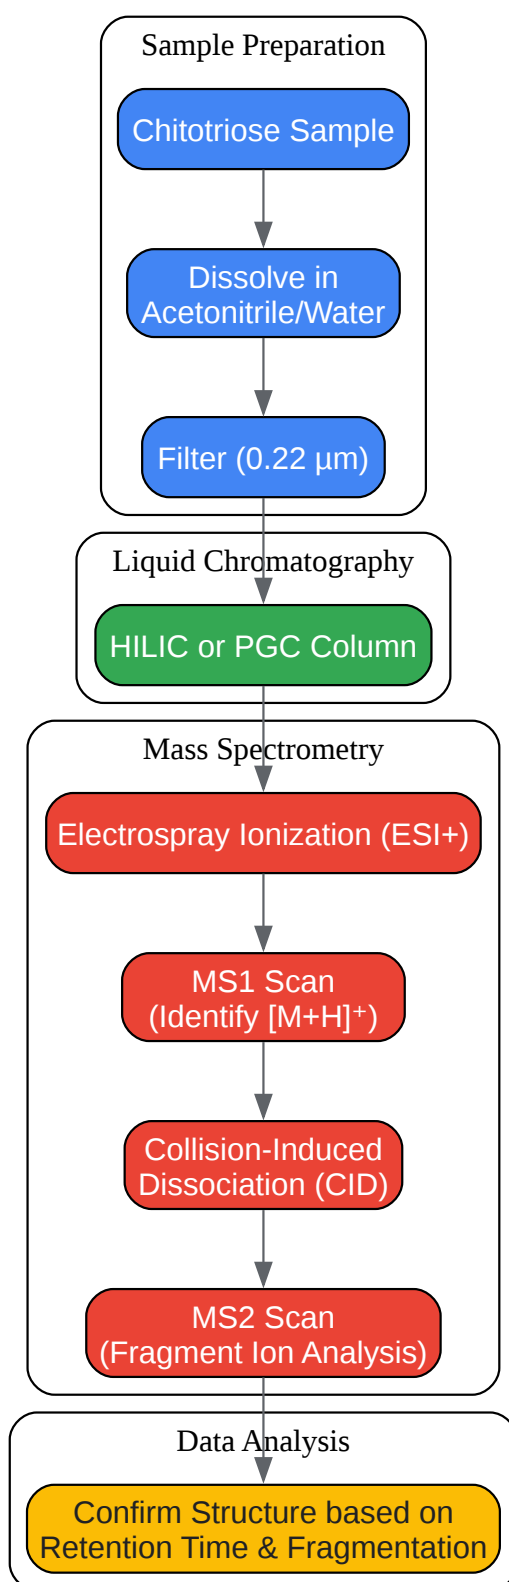 Sample Preparation
Chitotriose Sample
Dissolve in
Acetonitrile/Water
Filter (0.22 µm)
Liquid Chromatography
HILIC or PGC Column
Mass Spectrometry
Electrospray Ionization (ESI+)
MS1 Scan
(Identify [M+H]⁺)
Collision-Induced
Dissociation (CID)
MS2 Scan
(Fragment Ion Analysis)
Data Analysis
Confirm Structure based on
Retention Time & Fragmentation